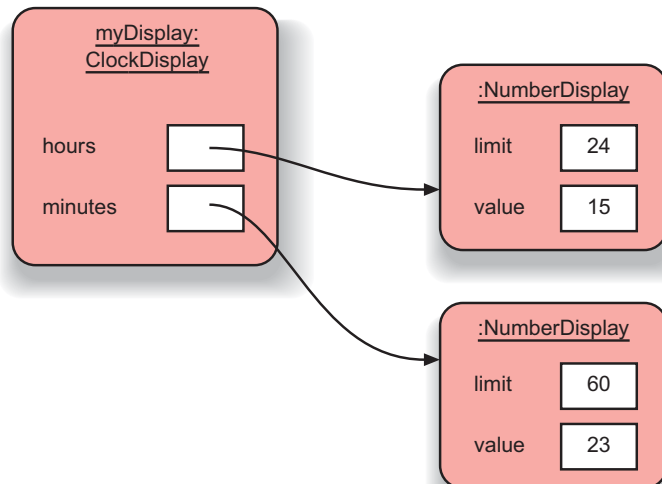 myDisplay:
ClockDisplay
hours
minutes
:NumberDisplay
limit 24
value 15
:NumberDisplay
limit 60
value 23